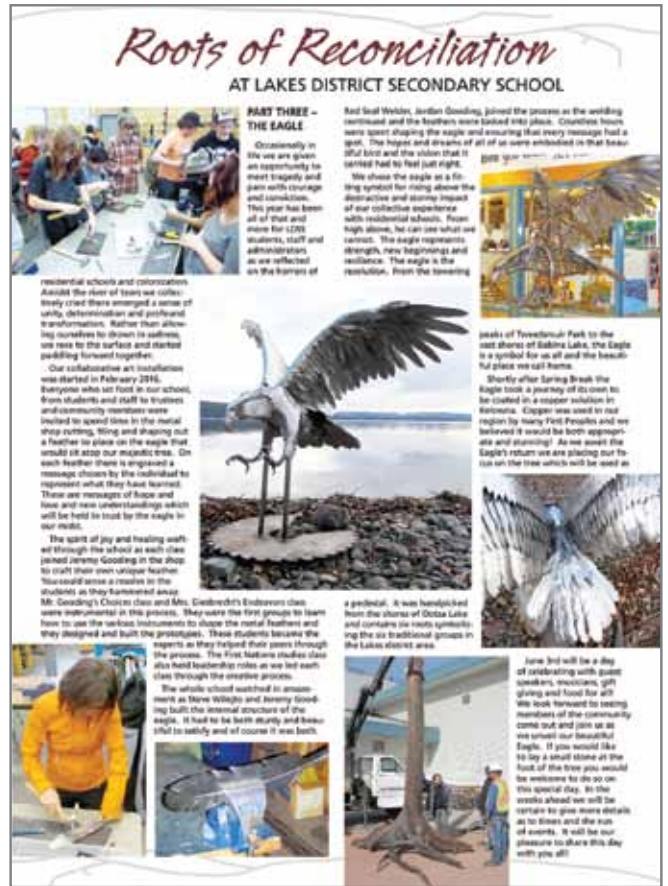 Roots of Reconciliation
AT LAKES DISTRICT SECONDARY SCHOOL
PART THREE –
THE EAGLE
Occasionally in
life we are given
an opportunity to
meet tragedy and
pain with courage
and conviction.
This year has been
all of that and
more for LDSS
students, staff and
administrators
as we reflected
on the horrors of
residential schools and colonization.
Amidst the river of tears we collec-
tively cried there emerged a sense of
unity, determination and profound
transformation. Rather than allow-
ing ourselves to drown in sadness,
we rose to the surface and started
paddling forward together.
Our collaborative art installation
was started in February 2016.
Everyone who set foot in our school,
from students and staff to trustees
and community members were
invited to spend time in the metal
shop cutting, filing and shaping out
a feather to place on the eagle that
would sit atop our majestic tree. On
each feather there is engraved a
message chosen by the individual to
represent what they have learned.
These are messages of hope and
love and new understandings which
will be held in trust by the eagle in
our midst.
The spirit of joy and healing waft-
ed through the school as each class
joined Jeremy Gooding in the shop
to craft their own unique feather.
You could sense a resolve in the
students as they hammered away.
Mr. Gooding's Choices class and Mrs. Giesbrecht's Endeavors class
were instrumental in this process. They were the first groups to learn
how to use the various instruments to shape the metal feathers and
they designed and built the prototypes. These students became the
experts as they helped their peers through
the process. The First Nations studies class
also held leadership roles as we led each
class through the creative process.
The whole school watched in amaze-
ment as Steve Wilejto and Jeremy Good-
ing built the internal structure of the
eagle. It had to be both sturdy and beau-
tiful to satisfy and of course it was both.
Red Seal Welder, Jordan Gooding, joined the process as the welding
continued and the feathers were tacked into place. Countless hours
were spent shaping the eagle and ensuring that every message had a
spot. The hopes and dreams of all of us were embodied in that beau-
tiful bird and the vision that it
carried had to feel just right.
We chose the eagle as a fit-
ting symbol for rising above the
destructive and stormy impact
of our collective experience
with residential schools. From
high above, he can see what we
cannot. The eagle represents
strength, new beginnings and
resilience. The eagle is the
resolution. From the towering
peaks of Tweedsmuir Park to the
vast shores of Babine Lake, the Eagle
is a symbol for us all and the beauti-
ful place we call home.
Shortly after Spring Break the
Eagle took a journey of its own to
be coated in a copper solution in
Kelowna. Copper was used in our
region by many First Peoples and we
believed it would be both appropri-
ate and stunning! As we await the
Eagle's return we are placing our fo-
cus on the tree which will be used as
a pedestal. It was handpicked
from the shores of Ootsa Lake
and contains six roots symboliz-
ing the six traditional groups in
the Lakes district area.
June 3rd will be a day
of celebrating with guest
speakers, musicians, gift
giving and food for all!
We look forward to seeing
members of the community
come out and join us as
we unveil our beautiful
Eagle. If you would like
to lay a small stone at the
foot of the tree you would
be welcome to do so on
this special day. In the
weeks ahead we will be
certain to give more details
as to times and the run
of events. It will be our
pleasure to share this day
with you all!